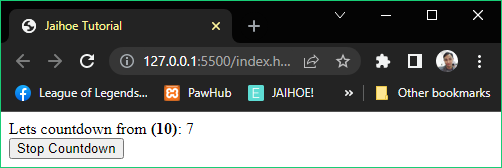 Jaihoe Tutorial
127.0.0.1:5500/index.h...
League of Legends... PawHub E JAIHOE! » Other bookmarks
Lets countdown from (10): 7
Stop Countdown